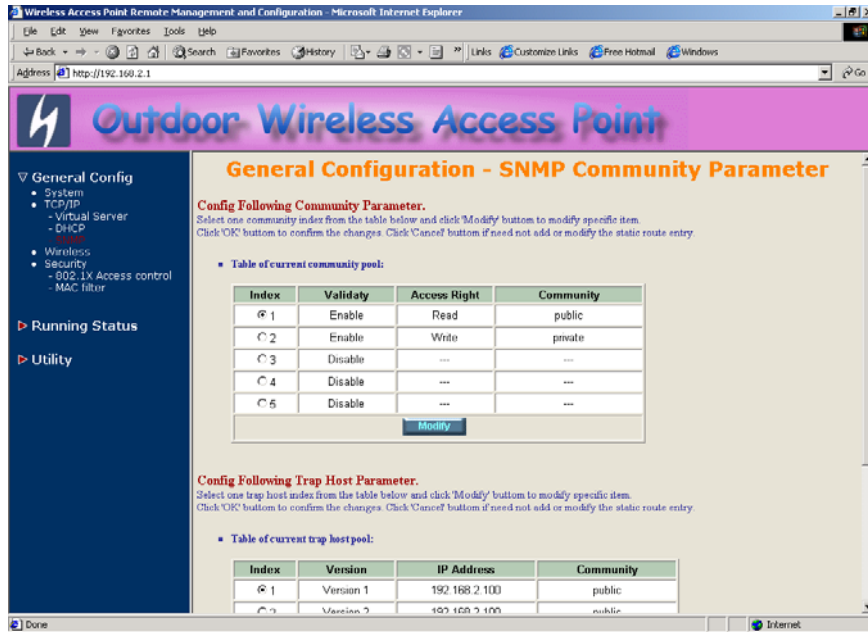 Wireless Access Point Remote Management and Configuration - Microsoft Internet Explorer
File Edit View Favorites Tools Help
Back Search Favorites History Links Customize Links Free Hotmail Windows
Address http://192.168.2.1 Go
Outdoor Wireless Access Point
General Config
System
TCP/IP
- Virtual Server
- DHCP
Wireless
Security
- 802.1X Access control
- MAC filter
Running Status
Utility
General Configuration - SNMP Community Parameter
Config Following Community Parameter.
Select one community index from the table below and click 'Modify' buttom to modify specific item.
Click 'OK' buttom to confirm the changes. Click 'Cancel' buttom if need not add or modify the static route entry.
Table of current community pool:
Index Validaty Access Right Community
1 Enable Read public
2 Enable Write private
3 Disable --- ---
4 Disable --- ---
5 Disable --- ---
Modify
Config Following Trap Host Parameter.
Select one trap host index from the table below and click 'Modify' buttom to modify specific item.
Click 'OK' buttom to confirm the changes. Click 'Cancel' buttom if need not add or modify the static route entry.
Table of current trap host pool:
Index Version IP Address Community
1 Version 1 192.168.2.100 public
2 Version 2 192.168.2.100 public
Done Internet